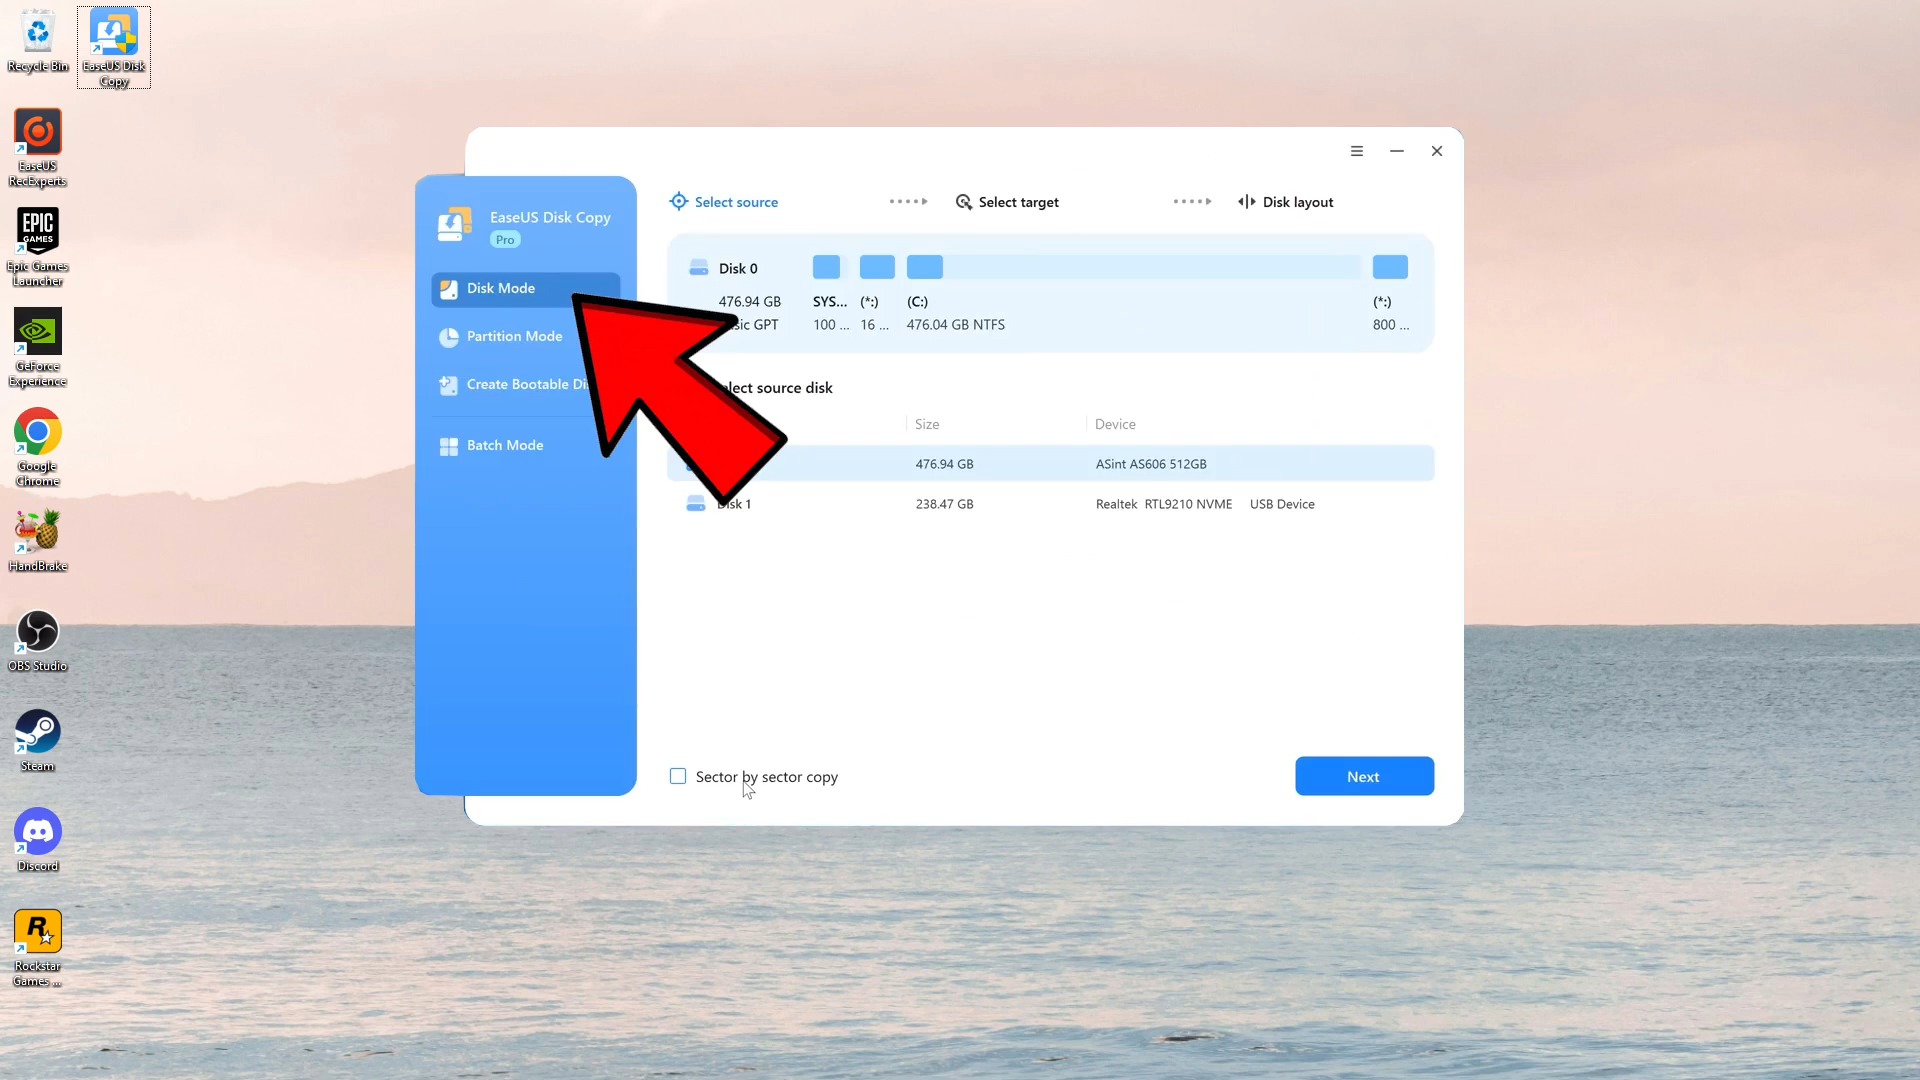 Recycle Bin
EaseUS Disk
Copy
EaseUS
RecExperts
EPIC
GAMES
Epic Games
Launcher
GeForce
Experience
Google
Chrome
HandBrake
OBS Studio
Steam
Discord
R
Rockstar
Games ...
EaseUS Disk Copy
Pro
Disk Mode
Partition Mode
Create Bootable
Batch Mode
Select source
Select target
Disk layout
Disk 0
476.94 GB
GPT
SYS...
100 ...
(*:)
16 ...
(C:)
476.04 GB NTFS
(*:)
800 ...
source disk
Size
Device
476.94 GB
ASint AS606 512GB
Disk 1
238.47 GB
Realtek RTL9210 NVME USB Device
Sector by sector copy
Next